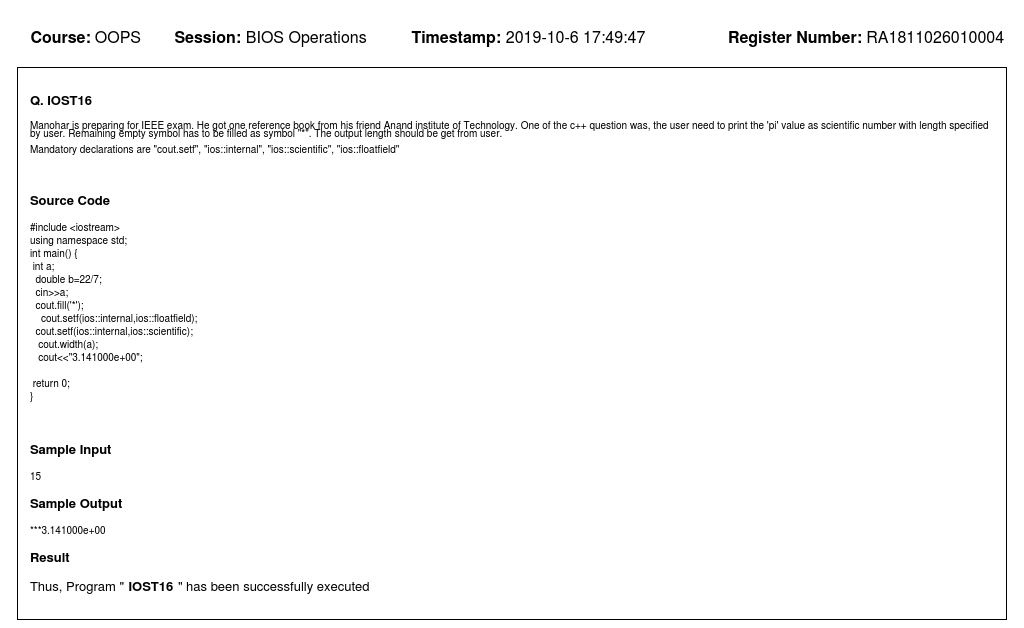 Course: OOPS Session: BIOS Operations Timestamp: 2019-10-6 17:49:47 Register Number: RA1811026010004
Q. IOST16
Manohar is preparing for IEEE exam. He got one reference book from his friend Anand institute of Technology. One of the c++ question was, the user need to print the 'pi' value as scientific number with length specified
by user. Remaining empty symbol has to be filled as symbol "*". The output length should be get from user.
Mandatory declarations are "cout.setf", "ios::internal", "ios::scientific", "ios::floatfield"
Source Code
#include <iostream>
using namespace std;
int main() {
int a;
double b=22/7;
cin>>a;
cout.fill('*');
cout.setf(ios::internal,ios::floatfield);
cout.setf(ios::internal,ios::scientific);
cout.width(a);
cout<<"3.141000e+00";
return 0;
}
Sample Input
15
Sample Output
***3.141000e+00
Result
Thus, Program " IOST16 " has been successfully executed